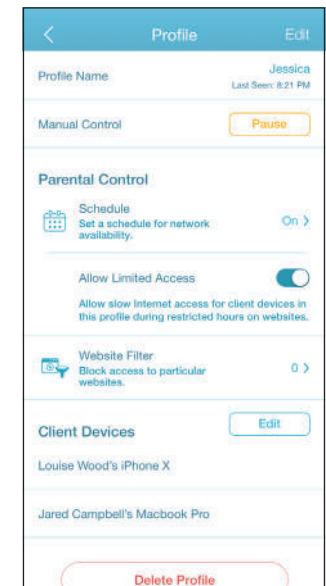 Profile Edit
Profile Name Jessica
Last Seen: 8:21 PM
Manual Control Pause
Parental Control
Schedule
Set a schedule for network
availability.
On
Allow Limited Access
Allow slow Internet access for client devices in
this profile during restricted hours on websites.
Website Filter
Block access to particular
websites.
0
Client Devices Edit
Louise Wood's iPhone X
Jared Campbell's Macbook Pro
Delete Profile